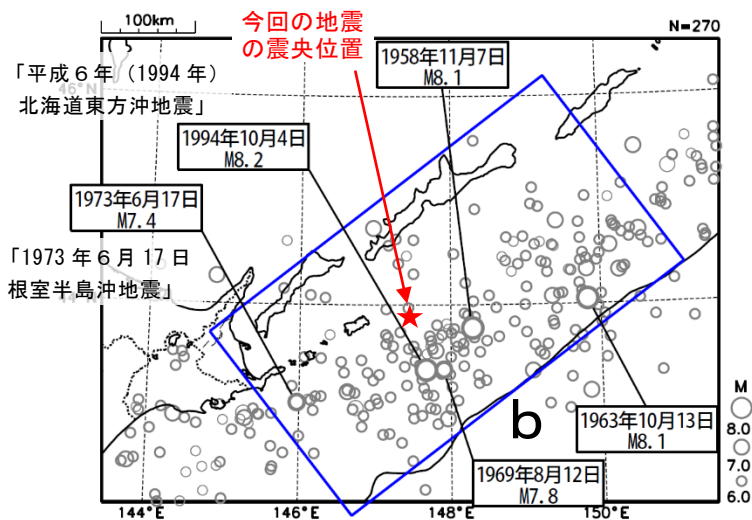 100km
今回の地震
の震央位置
N=270
1958年11月7日
M8.1
「平成６年（1994 年）
北海道東方沖地震」
46°N
1994年10月4日
M8.2
1973年6月17日
M7.4
「1973 年６月 17 日
根室半島沖地震」
44°N
b
1963年10月13日
M8.1
1969年8月12日
M7.8
M
8.0
7.0
6.0
144°E
146°E
148°E
150°E